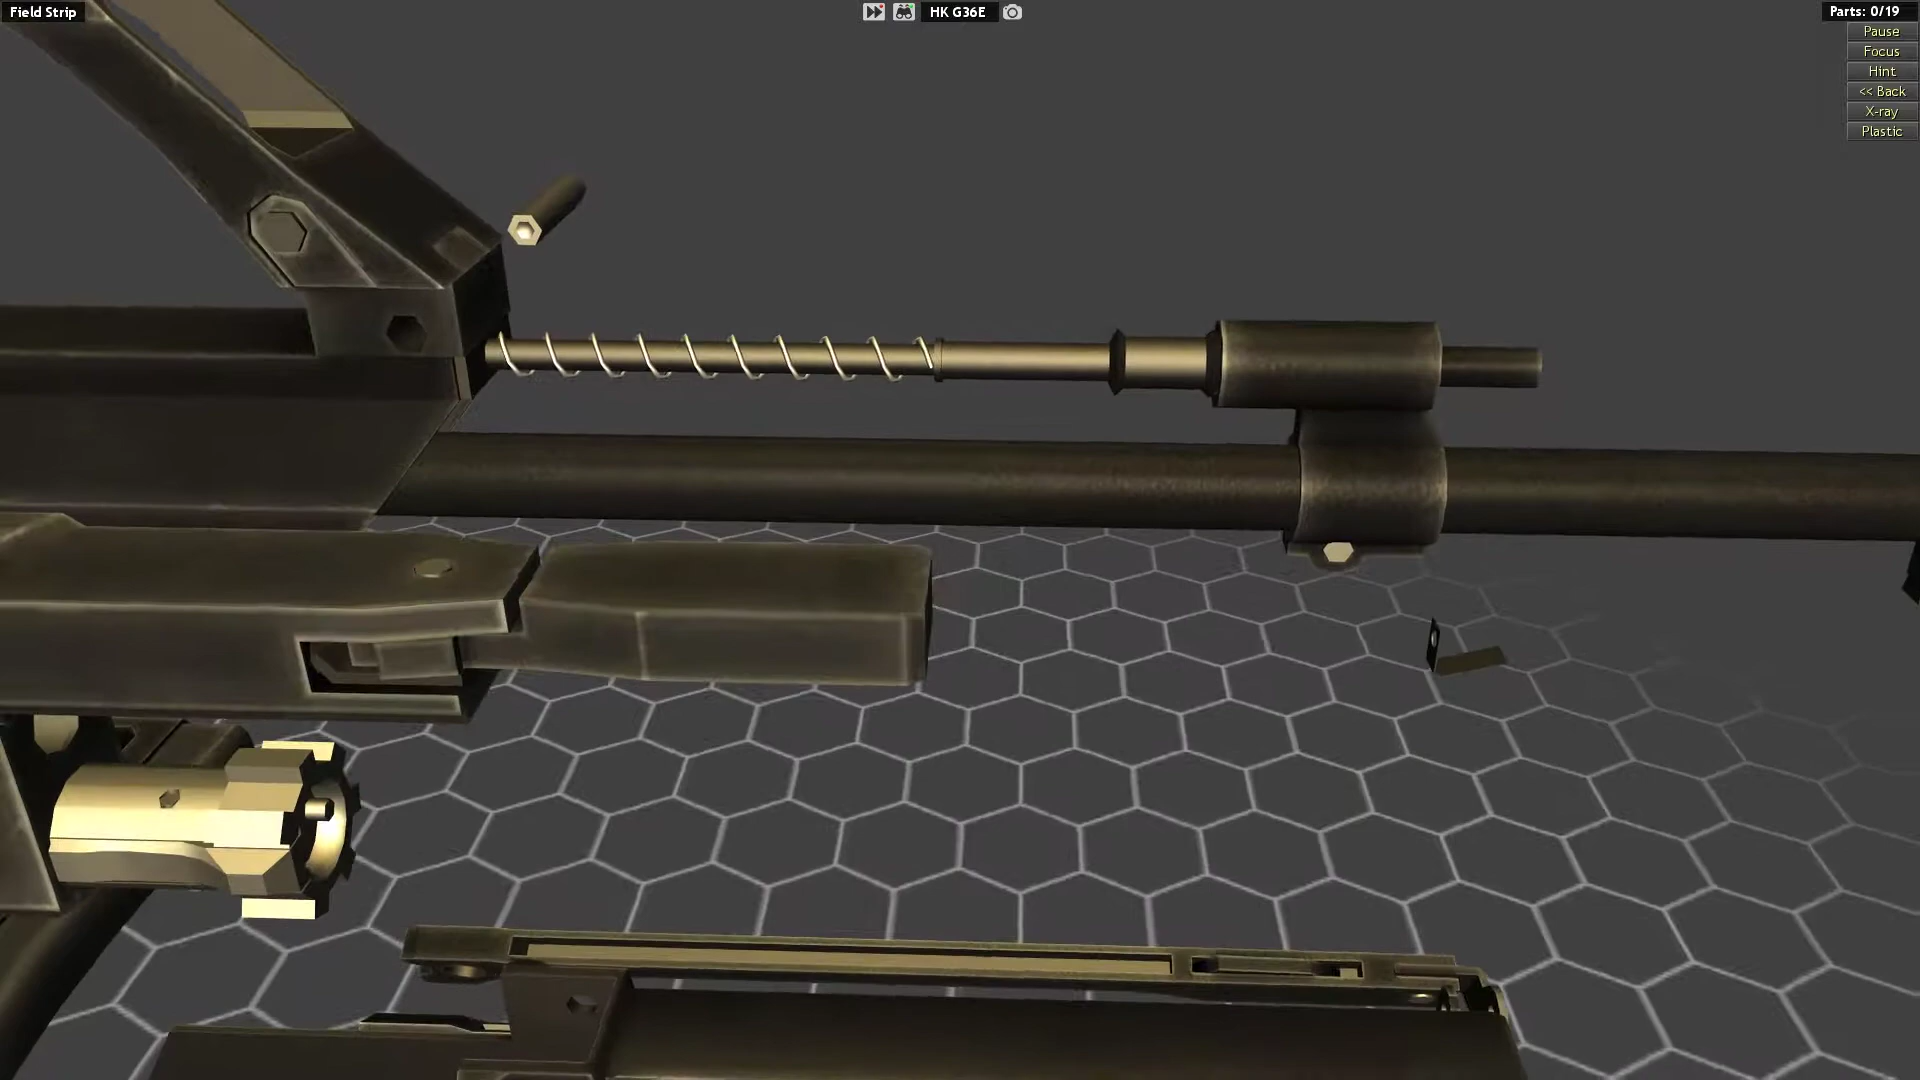 Field Strip
HK G36E
Parts: 0/19
Pause
Focus
Hint
<< Back
X-ray
Plastic